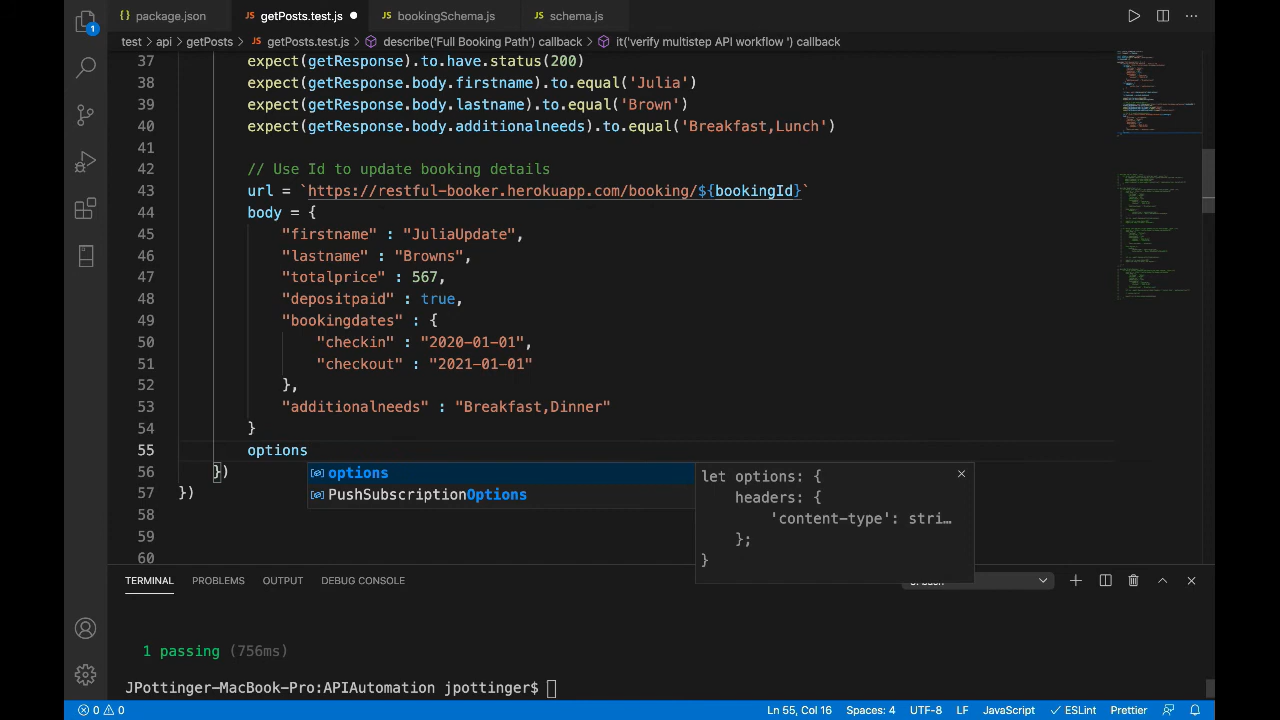 package.json
getPosts.test.js
bookingSchema.js
schema.js
test > api > getPosts > getPosts.test.js > describe('Full Booking Path') callback > it('verify multistep API workflow ') callback
37 expect(getResponse).to.have.status(200)
38 expect(getResponse.body.firstname).to.equal('Julia')
39 expect(getResponse.body.lastname).to.equal('Brown')
40 expect(getResponse.body.additionalneeds).to.equal('Breakfast,Lunch')
41
42 // Use Id to update booking details
43 url = `https://restful-booker.herokuapp.com/booking/${bookingId}`
44 body = {
45 "firstname" : "JuliaUpdate",
46 "lastname" : "Browns",
47 "totalprice" : 567,
48 "depositpaid" : true,
49 "bookingdates" : {
50 "checkin" : "2020-01-01",
51 "checkout" : "2021-01-01"
52 },
53 "additionalneeds" : "Breakfast,Dinner"
54 }
55 options
56 })
57 })
58
59
60
options
PushSubscriptionOptions
let options: {
headers: {
'content-type': stri…
};
}
TERMINAL PROBLEMS OUTPUT DEBUG CONSOLE
1 passing (756ms)
JPottinger-MacBook-Pro:APIAutomation jpottinger$
0 0 Ln 55, Col 16 Spaces: 4 UTF-8 LF JavaScript ESLint Prettier
1